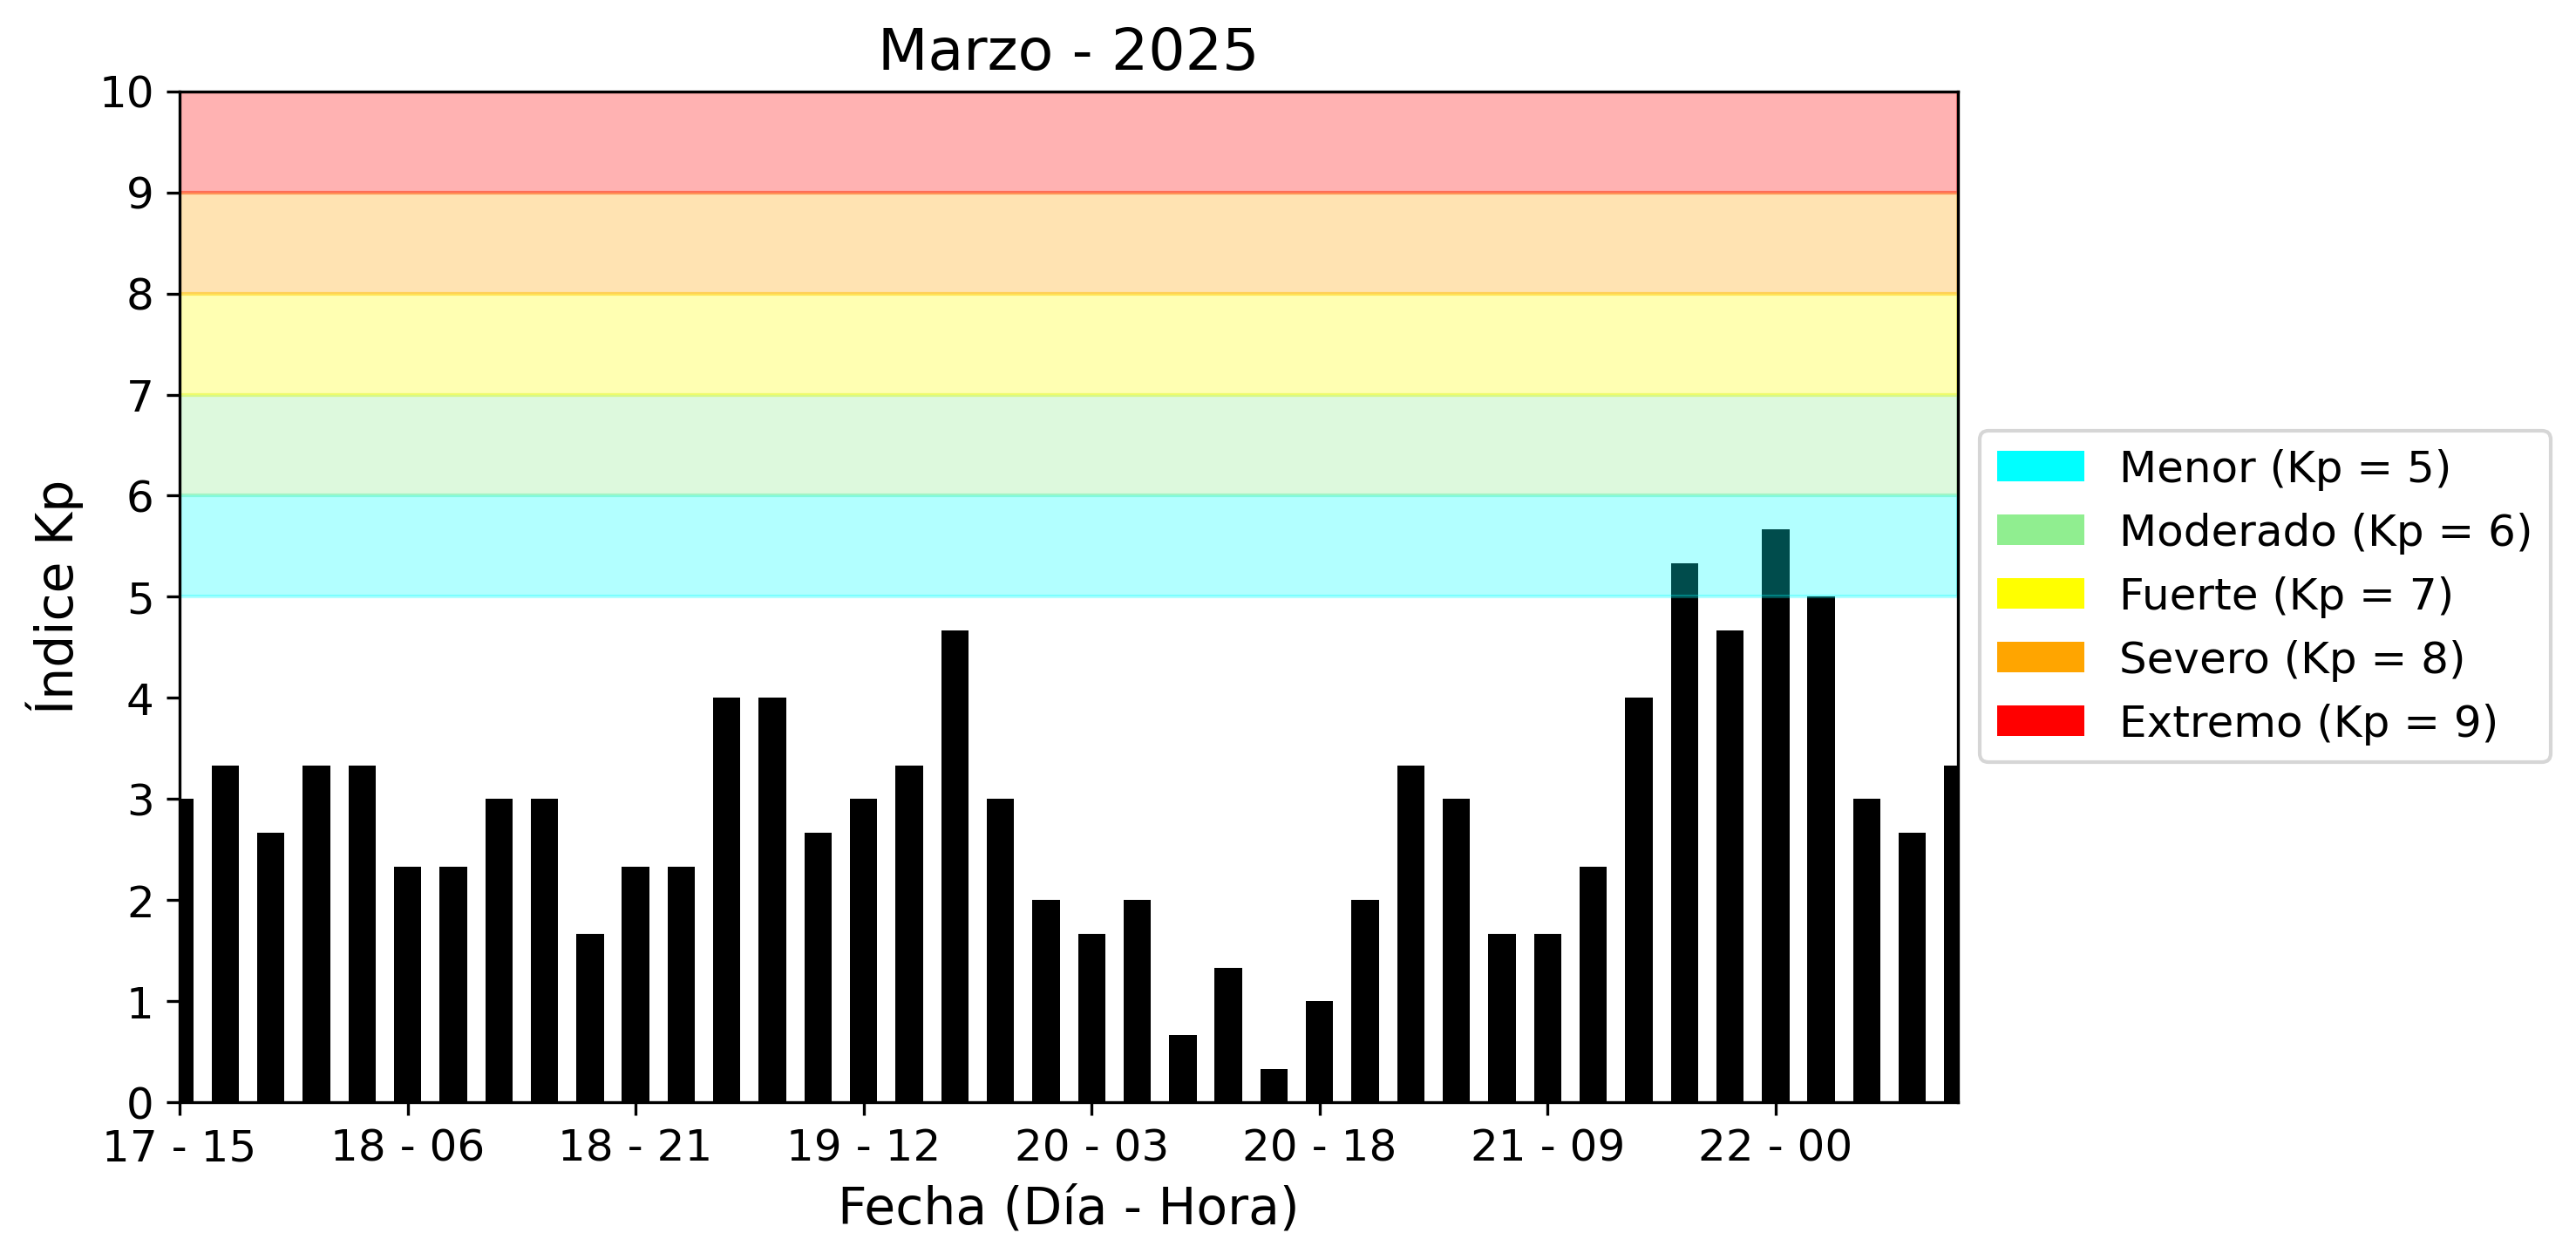 Marzo - 2025
10
9
8
7
6
5
4
3
2
1
0
Índice Kp
17 - 15
18 - 06
18 - 21
19 - 12
20 - 03
20 - 18
21 - 09
22 - 00
Fecha (Día - Hora)
Menor (Kp = 5)
Moderado (Kp = 6)
Fuerte (Kp = 7)
Severo (Kp = 8)
Extremo (Kp = 9)